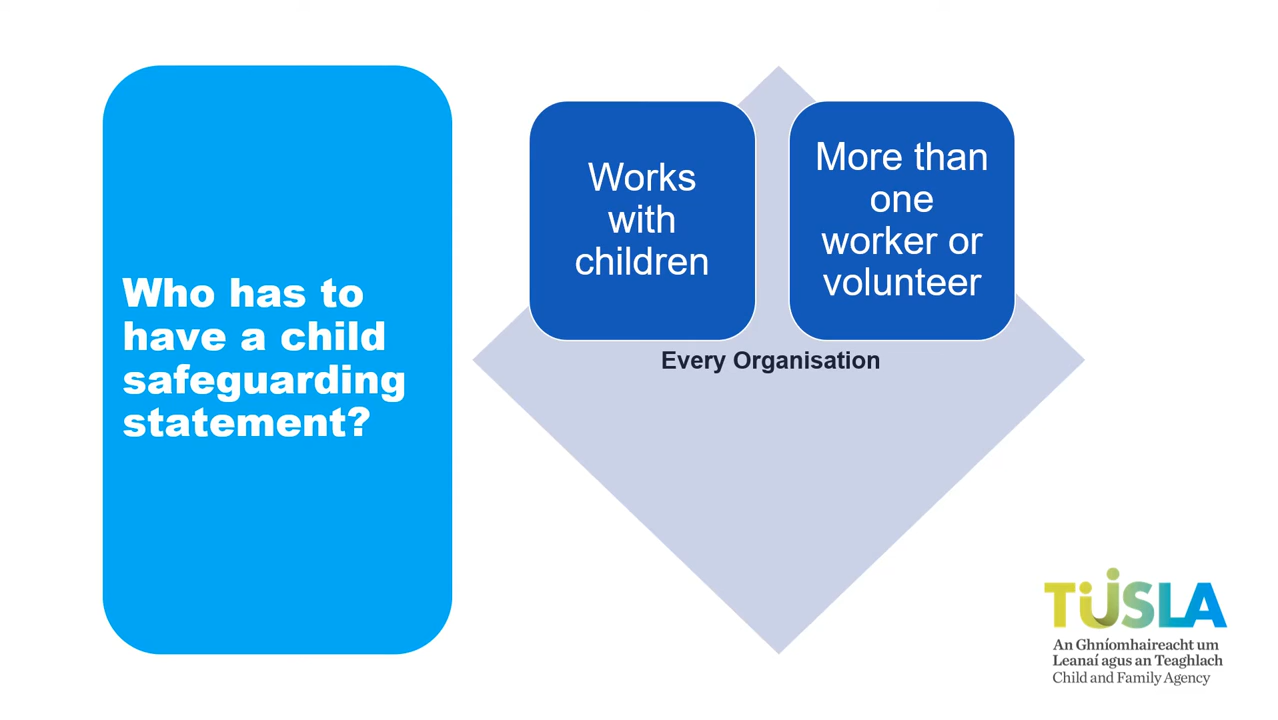 Who has to
have a child
safeguarding
statement?
Works
with
children
More than
one
worker or
volunteer
Every Organisation
TUSLA
An Ghníomhaireacht um
Leanaí agus an Teaghlach
Child and Family Agency